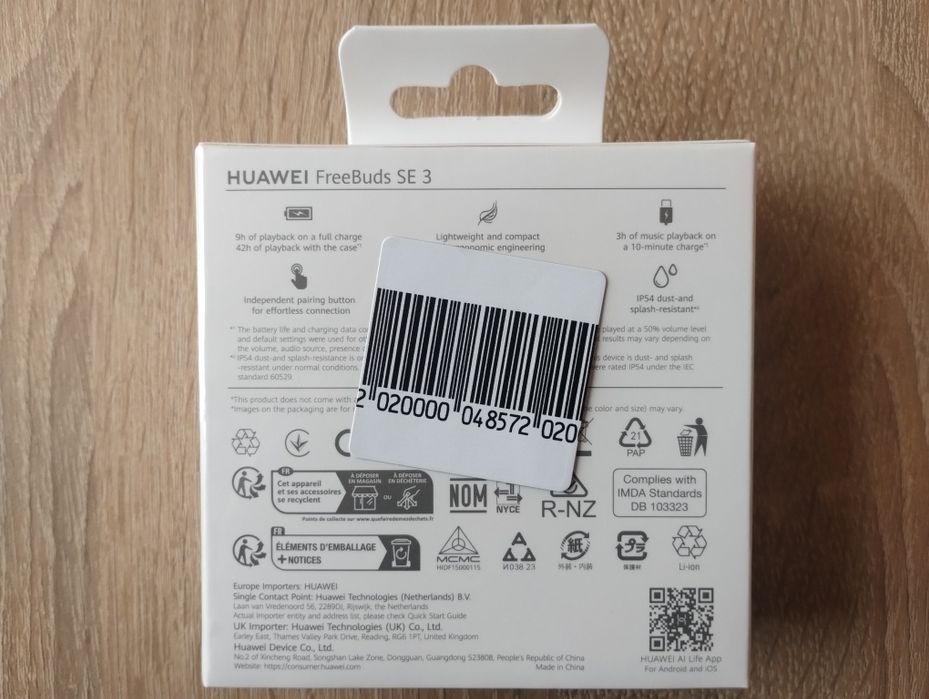 HUAWEI FreeBuds SE 3
9h of playback on a full charge
42h of playback with the case*¹
Lightweight and compact
onomic engineering
3h of music playback on
a 10-minute charge*¹
Independent pairing button
for effortless connection
IP54 dust-and
splash-resistant*²
*¹ The battery life and charging data co
played at a 50% volume level
and default settings were used for ot
l results may vary depending on
the volume, audio source, presence
*² IP54 dust-and splash-resistance is o
is device is dust- and splash
-resistant under normal conditions.
were rated IP54 under the IEC
standard 60529.
*This product does not come with
*Images on the packaging are for
e color and size) may vary.
2 020000 048572 020
21
PAP
FR
Cet appareil
et ses accessoires
se recyclent
À DÉPOSER
EN MAGASIN
OU
À DÉPOSER
EN DÉCHÈTERIE
Points de collecte sur www.quefairedemesdechets.fr
NOM
NYCE
R-NZ
Complies with
IMDA Standards
DB 103323
FR
ÉLÉMENTS D'EMBALLAGE
+ NOTICES
MCMC
HIDF15000115
И038 23
紙
外装・内装
プラ
保護材
Li-ion
Europe Importers: HUAWEI
Single Contact Point: Huawei Technologies (Netherlands) B.V.
Laan van Vredenoord 56, 2289DJ, Rijswijk, the Netherlands
Actual importer entity and address list, please check Quick Start Guide
UK Importer: Huawei Technologies (UK) Co., Ltd.
Earley East, Thames Valley Park Drive, Reading, RG6 1PT, United Kingdom
Huawei Device Co., Ltd.
No.2 of Xincheng Road, Songshan Lake Zone, Dongguan, Guangdong 523808, People's Republic of China
Website: https://consumer.huawei.com
Made in China
HUAWEI AI Life App
For Android and iOS